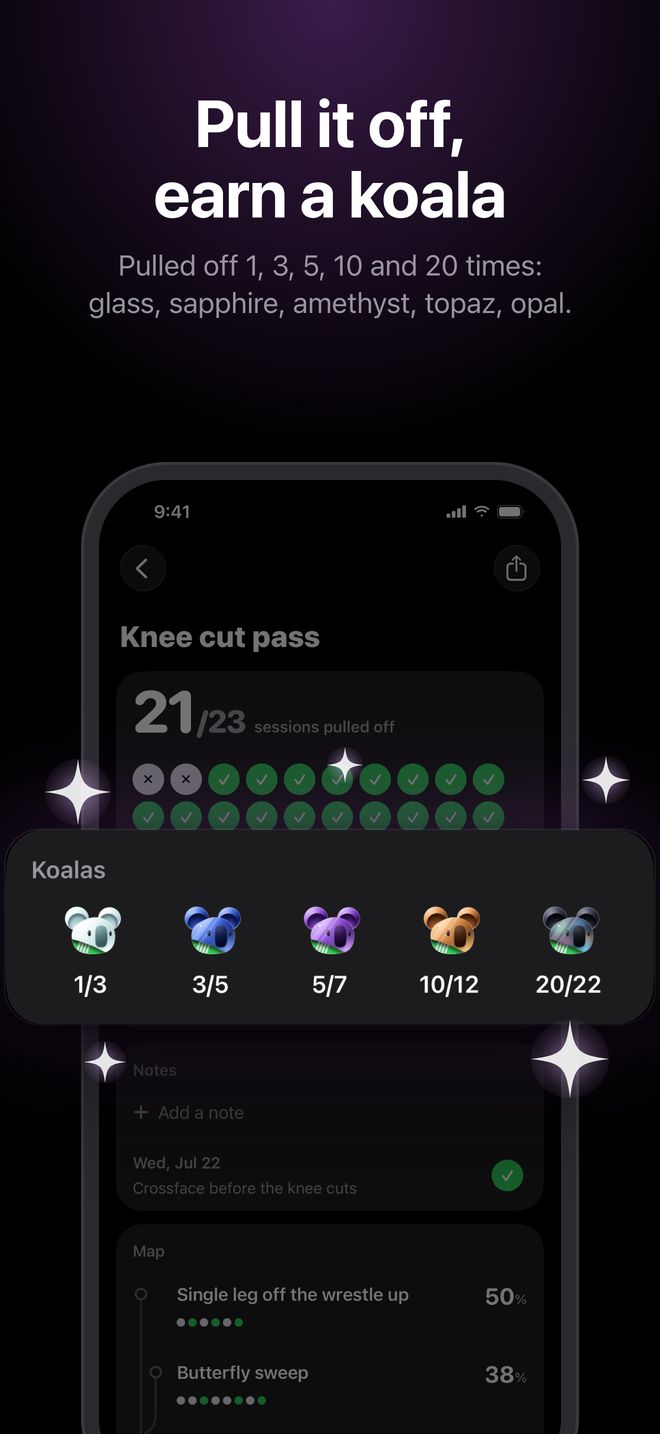 Pull it off,
earn a koala
Pulled off 1, 3, 5, 10 and 20 times:
glass, sapphire, amethyst, topaz, opal.
9:41
Knee cut pass
21/23 sessions pulled off
Koalas
1/3 3/5 5/7 10/12 20/22
Notes
+ Add a note
Wed, Jul 22
Crossface before the knee cuts
Map
Single leg off the wrestle up 50%
Butterfly sweep 38%